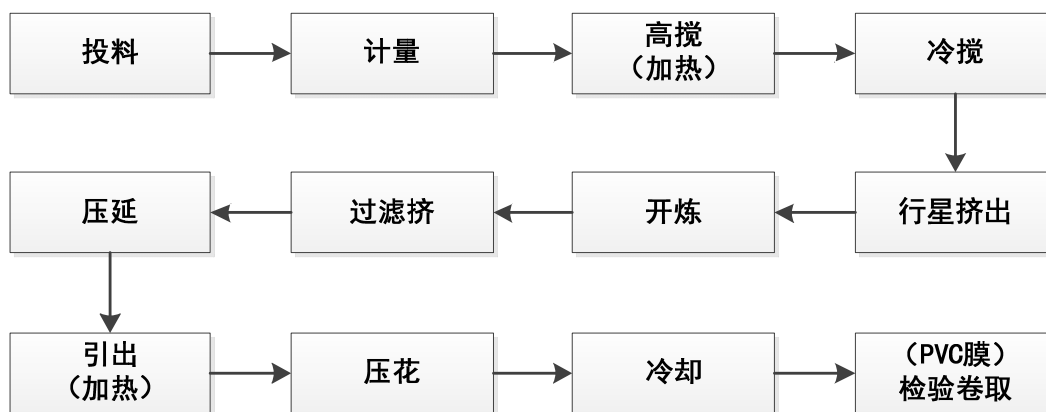 投料
计量
高搅
（加热）
冷搅
行星挤出
开炼
过滤挤
压延
引出
（加热）
压花
冷却
（PVC膜）
检验卷取